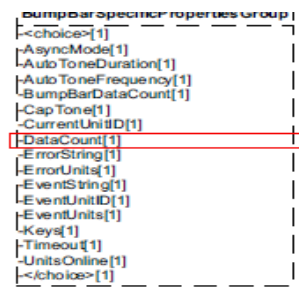 BumpBarSpecificPropertiesGroup
-<choice>[1]
-AsyncMode[1]
-AutoToneDuration[1]
-AutoToneFrequency[1]
-BumpBarDataCount[1]
-CapTone[1]
-CurrentUnitID[1]
-DataCount[1]
-ErrorString[1]
-ErrorUnits[1]
-EventString[1]
-EventUnitID[1]
-EventUnits[1]
-Keys[1]
-Timeout[1]
-UnitsOnline[1]
-</choice>[1]